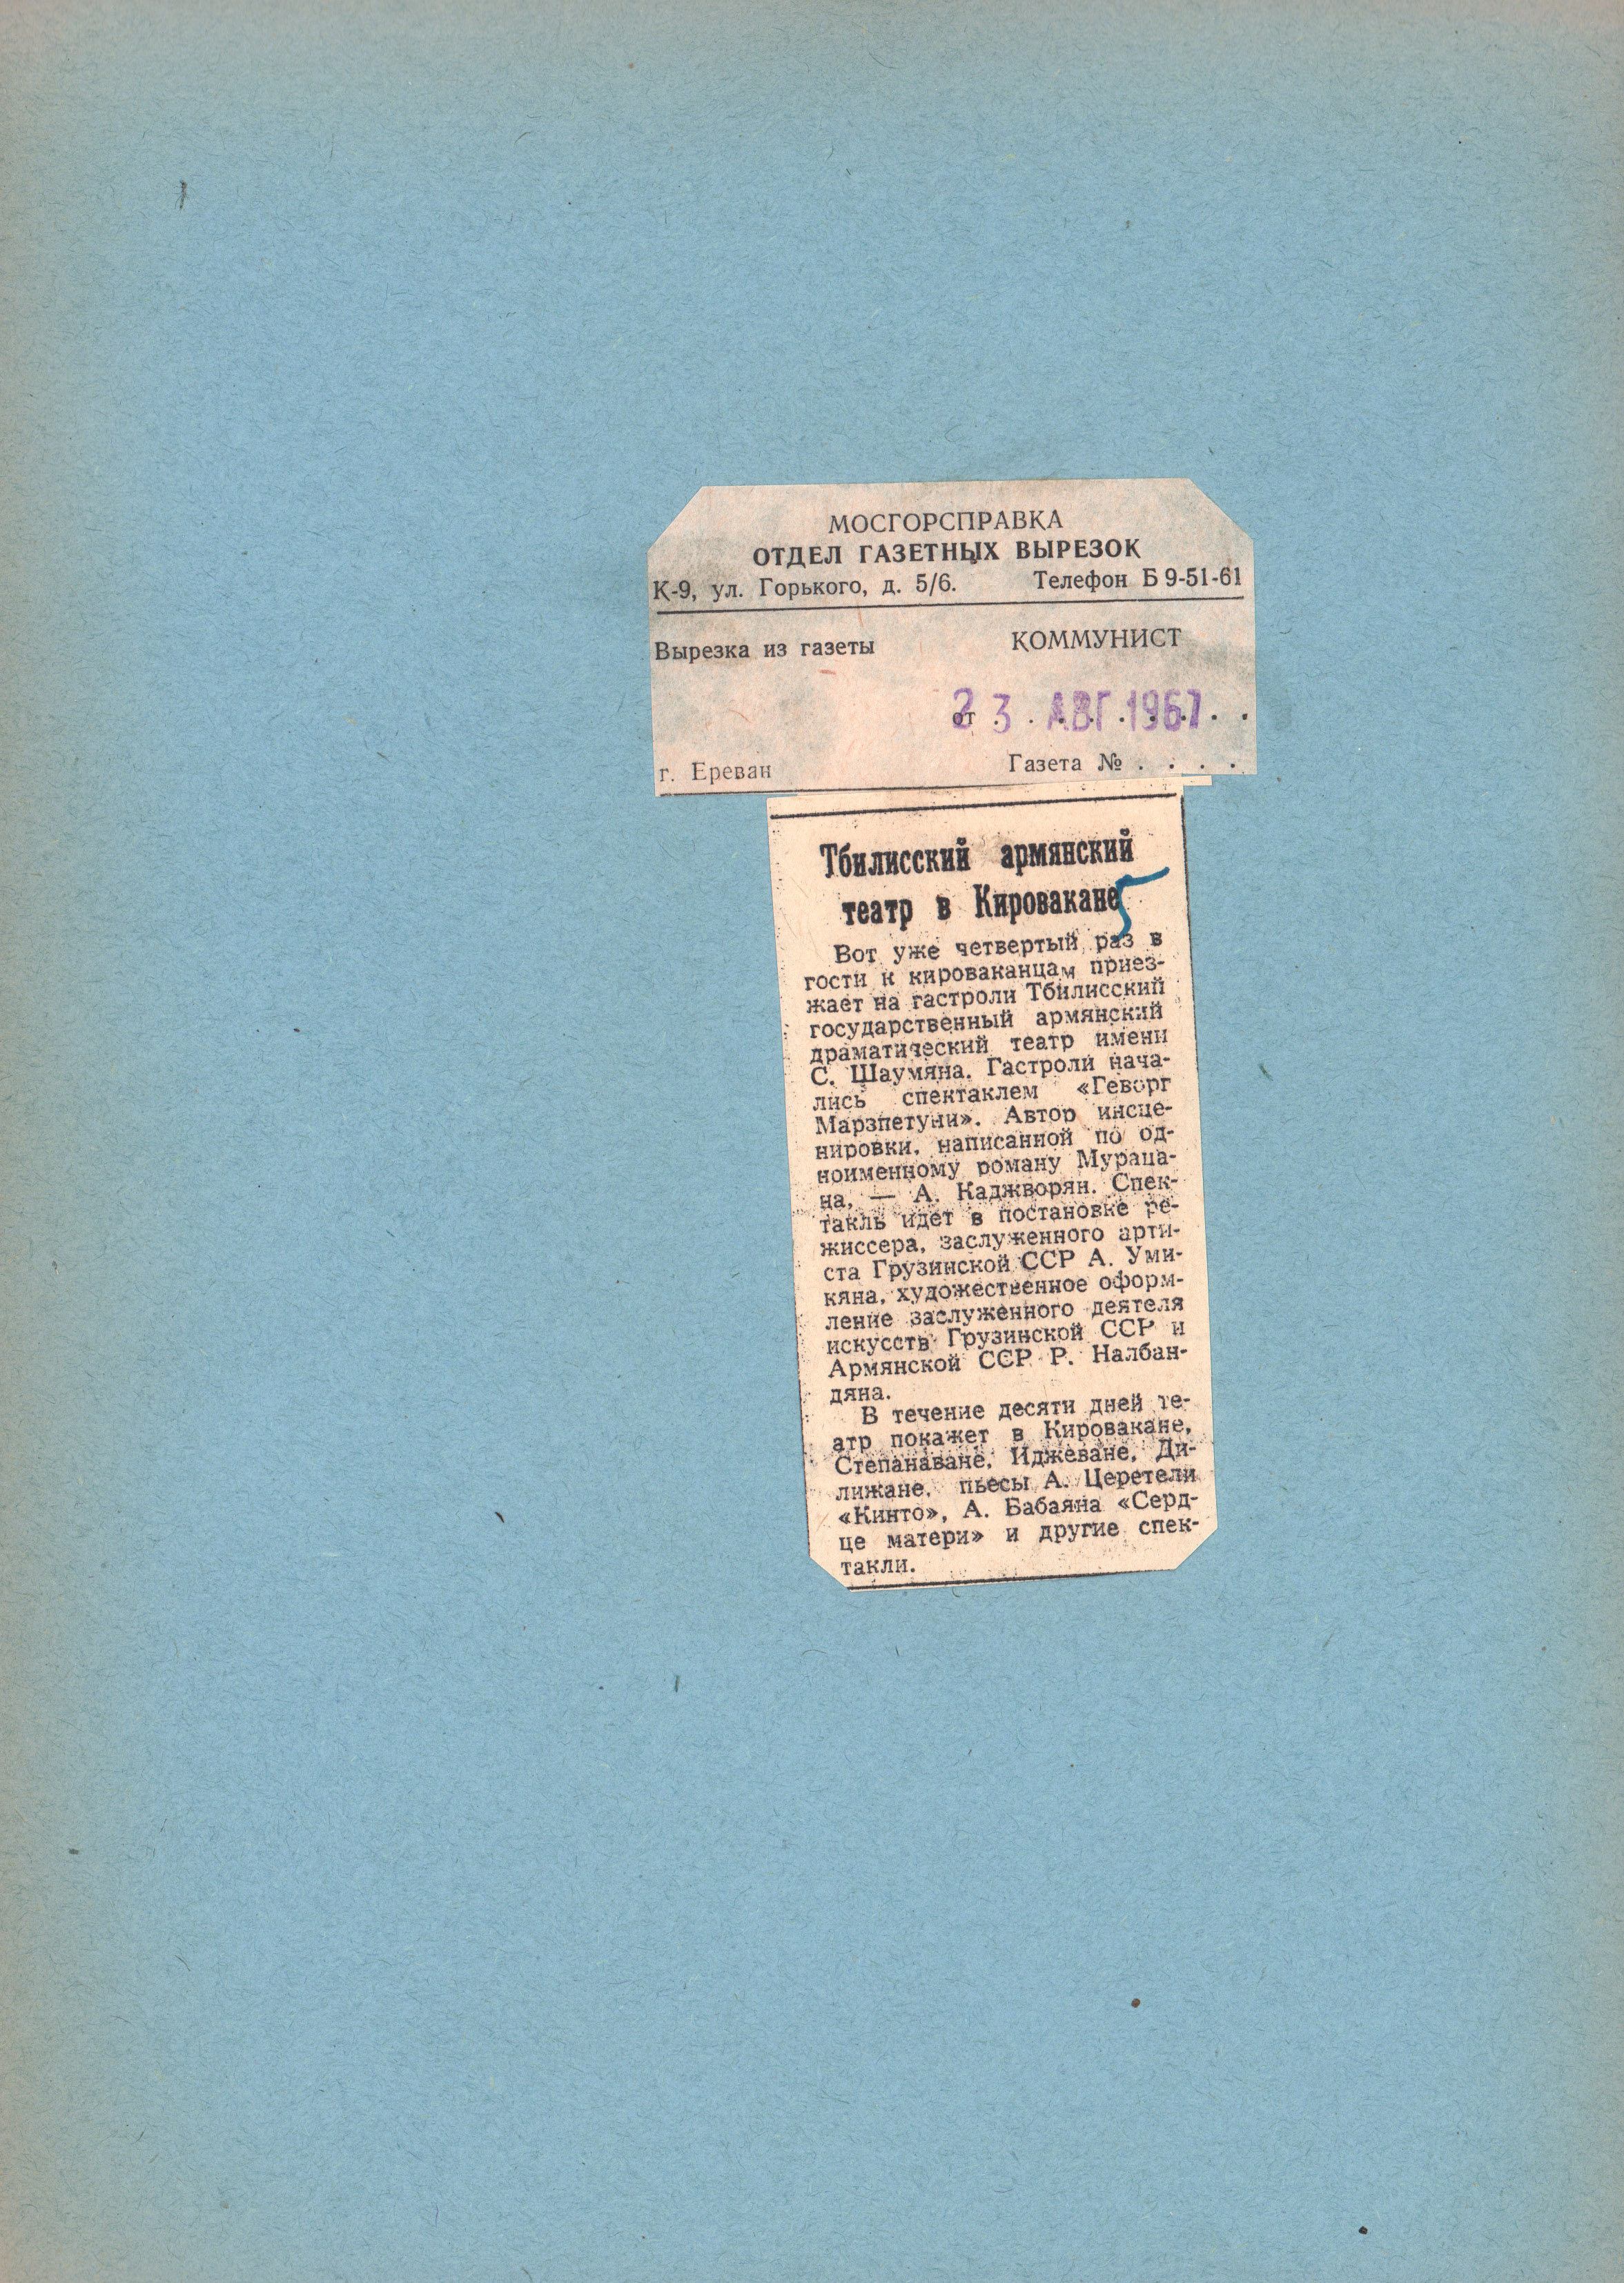 МОСГОРСПРАВКА
ОТДЕЛ ГАЗЕТНЫХ ВЫРЕЗОК
К-9, ул. Горького, д. 5/6. Телефон Б 9-51-61
Вырезка из газеты КОММУНИСТ
от 23 АВГ 1967 . .
г. Ереван Газета № . . . .
Тбилисский армянский
театр в Кировакане
5
Вот уже четвертый раз в
гости к кироваканцам приез-
жает на гастроли Тбилисский
государственный армянский
драматический театр имени
С. Шаумяна. Гастроли нача-
лись спектаклем «Геворг
Марзпетуни». Автор инсце-
нировки, написанной по од-
ноименному роману Мураца-
на, — А. Каджворян. Спек-
такль идет в постановке ре-
жиссера, заслуженного арти-
ста Грузинской ССР А. Уми-
кяна, художественное оформ-
ление заслуженного деятеля
искусств Грузинской ССР и
Армянской ССР Р. Налбан-
дяна.
В течение десяти дней те-
атр покажет в Кировакане,
Степанаване, Иджеване, Ди-
лижане, пьесы А. Церетели
«Кинто», А. Бабаяна «Серд-
це матери» и другие спек-
такли.